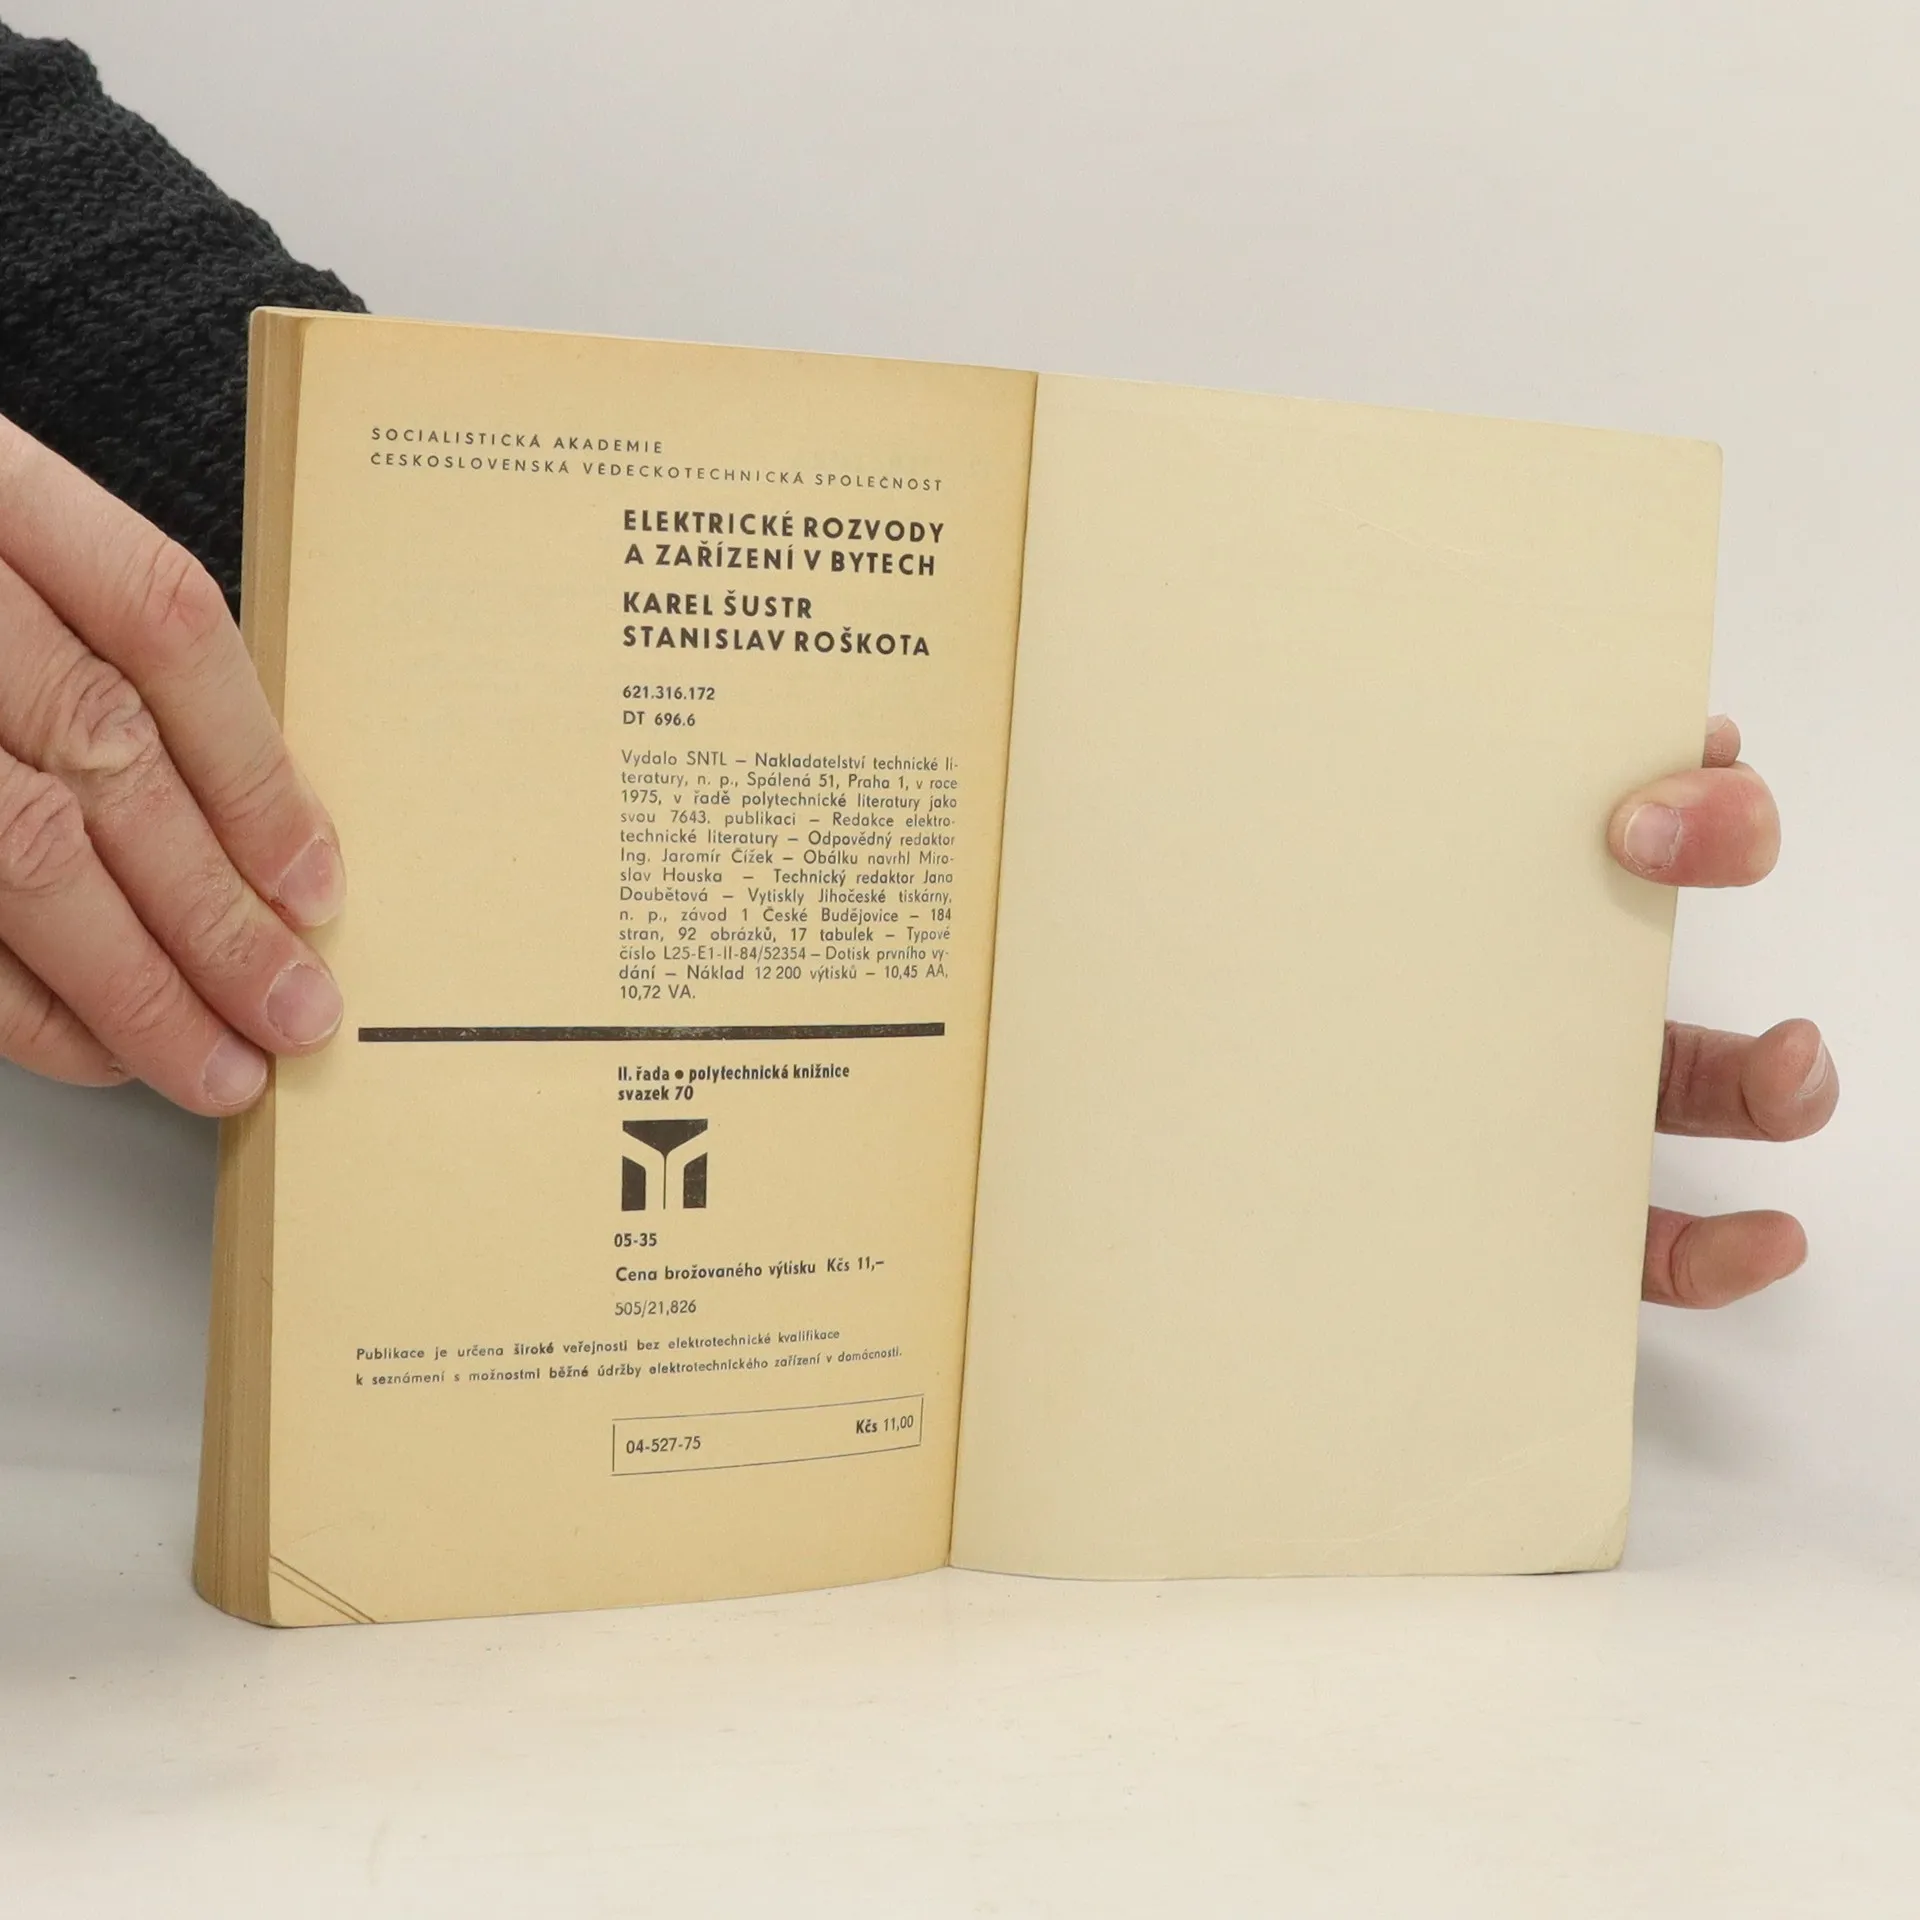 SOCIALISTICKÁ AKADEMIE
ČESKOSLOVENSKÁ VĚDECKOTECHNICKÁ SPOLEČNOST
ELEKTRICKÉ ROZVODY
A ZAŘÍZENÍ V BYTECH
KAREL ŠUSTR
STANISLAV ROŠKOTA
621.316.172
DT 696.6
Vydalo SNTL – Nakladatelství technické li-
teratury, n. p., Spálená 51, Praha 1, v roce
1975, v řadě polytechnické literatury jako
svou 7643. publikaci – Redakce elektro-
technické literatury – Odpovědný redaktor
Ing. Jaromír Čížek – Obálku navrhl Miro-
slav Houska – Technický redaktor Jana
Doubětová – Vytiskly Jihočeské tiskárny,
n. p., závod 1 České Budějovice – 184
stran, 92 obrázků, 17 tabulek – Typové
číslo L25-E1-II-84/52354 – Dotisk prvního vy-
dání – Náklad 12 200 výtisků – 10,45 AA,
10,72 VA.
II. řada ● polytechnická knižnice
svazek 70
05-35
Cena brožovaného výtisku Kčs 11,–
505/21,826
Publikace je určena široké veřejnosti bez elektrotechnické kvalifikace
k seznámení s možnostmi běžné údržby elektrotechnického zařízení v domácnosti.
04-527-75 Kčs 11,00